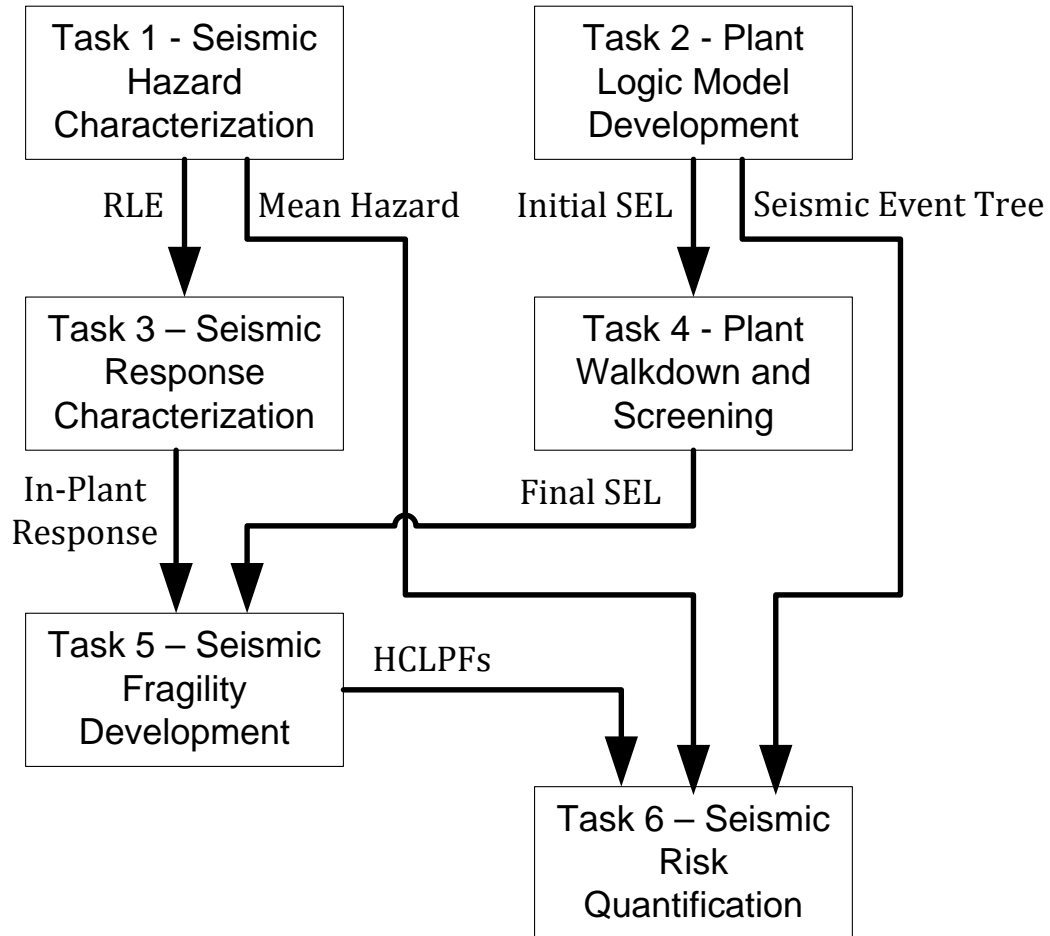 Task 1 - Seismic
Hazard
Characterization
Task 2 - Plant
Logic Model
Development
RLE
Mean Hazard
Initial SEL
Seismic Event Tree
Task 3 – Seismic
Response
Characterization
Task 4 - Plant
Walkdown and
Screening
In-Plant
Response
Final SEL
Task 5 – Seismic
Fragility
Development
HCLPFs
Task 6 – Seismic
Risk
Quantification